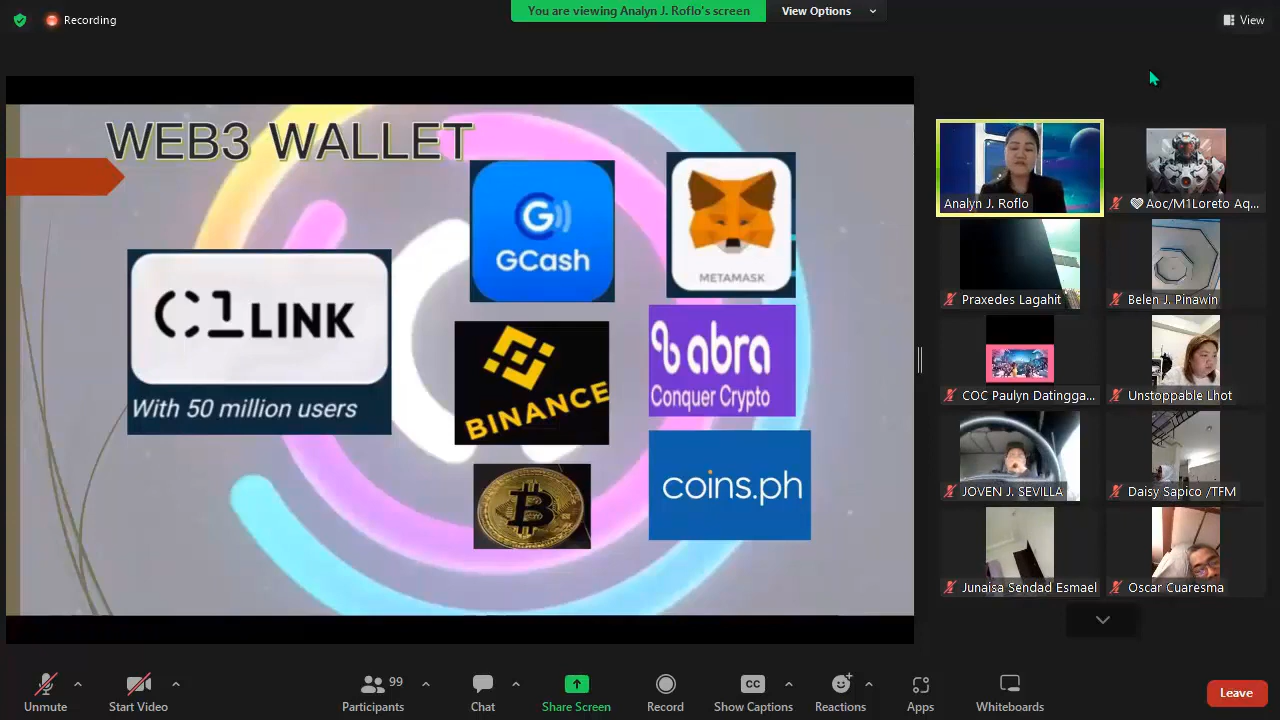 Recording
You are viewing Analyn J. Roflo's screen
View Options
View
WEB3 WALLET
C1LINK
With 50 million users
G
GCash
METAMASK
BINANCE
abra
Conquer Crypto
coins.ph
Analyn J. Roflo
Aoc/M1Loreto Aq...
Praxedes Lagahit
Belen J. Pinawin
COC Paulyn Datingga...
Unstoppable Lhot
JOVEN J. SEVILLA
Daisy Sapico /TFM
Junaisa Sendad Esmael
Oscar Cuaresma
Unmute
Start Video
99
Participants
Chat
Share Screen
Record
CC
Show Captions
Reactions
Apps
Whiteboards
Leave